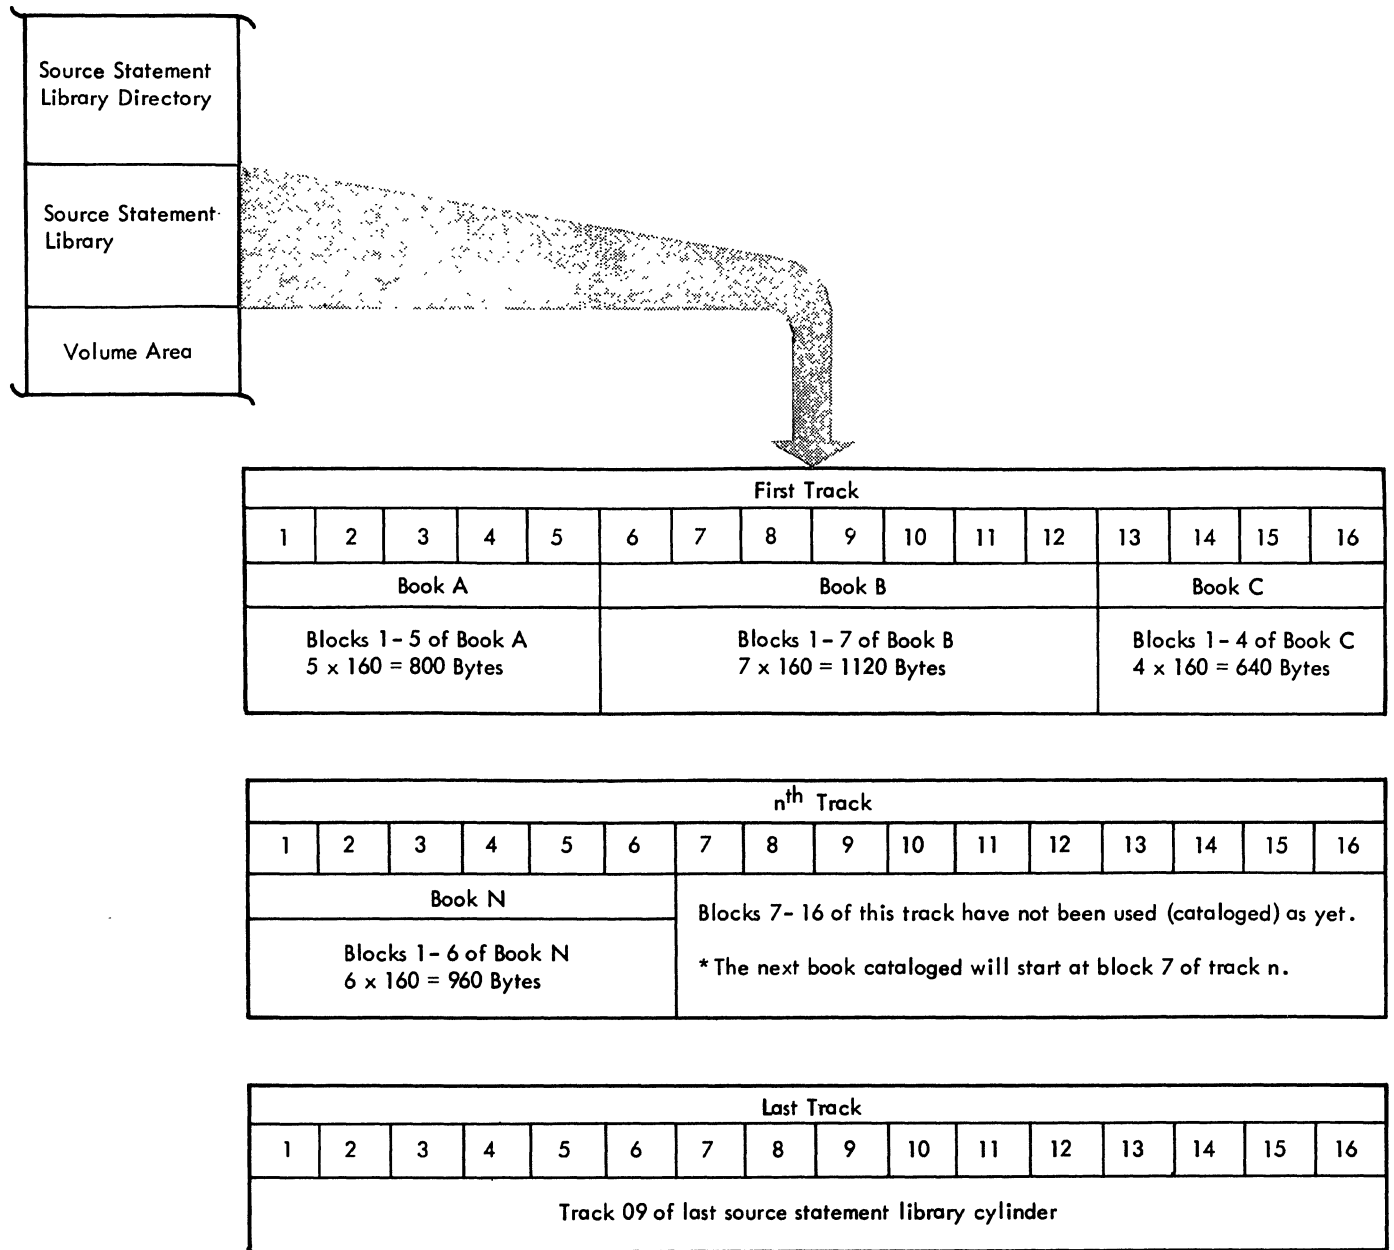 Source Statement
Library Directory
Source Statement
Library
Volume Area
First Track
1 2 3 4 5 6 7 8 9 10 11 12 13 14 15 16
Book A Book B Book C
Blocks 1-5 of Book A Blocks 1-7 of Book B Blocks 1-4 of Book C
5 x 160 = 800 Bytes 7 x 160 = 1120 Bytes 4 x 160 = 640 Bytes
nth Track
1 2 3 4 5 6 7 8 9 10 11 12 13 14 15 16
Book N
Blocks 1-6 of Book N
6 x 160 = 960 Bytes
Blocks 7-16 of this track have not been used (cataloged) as yet.
* The next book cataloged will start at block 7 of track n.
Last Track
1 2 3 4 5 6 7 8 9 10 11 12 13 14 15 16
Track 09 of last source statement library cylinder